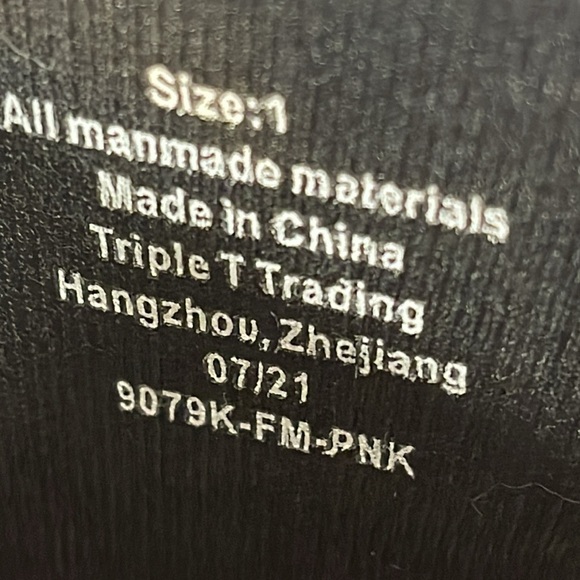 Size:1
All manmade materials
Made in China
Triple T Trading
Hangzhou,Zhejiang
07/21
9079K-FM-PNK